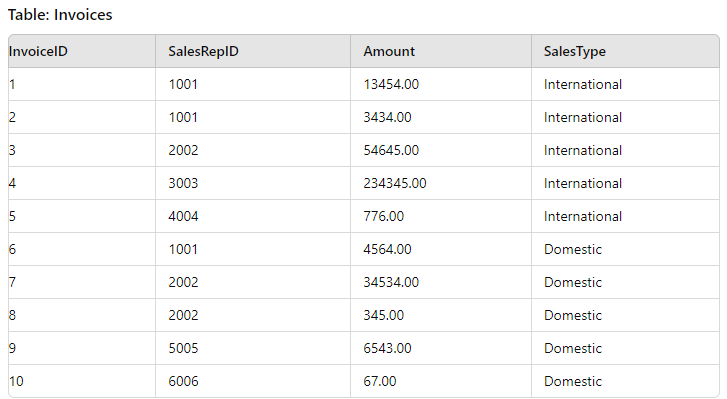 Table: Invoices
InvoiceID SalesRepID Amount SalesType
1 1001 13454.00 International
2 1001 3434.00 International
3 2002 54645.00 International
4 3003 234345.00 International
5 4004 776.00 International
6 1001 4564.00 Domestic
7 2002 34534.00 Domestic
8 2002 345.00 Domestic
9 5005 6543.00 Domestic
10 6006 67.00 Domestic